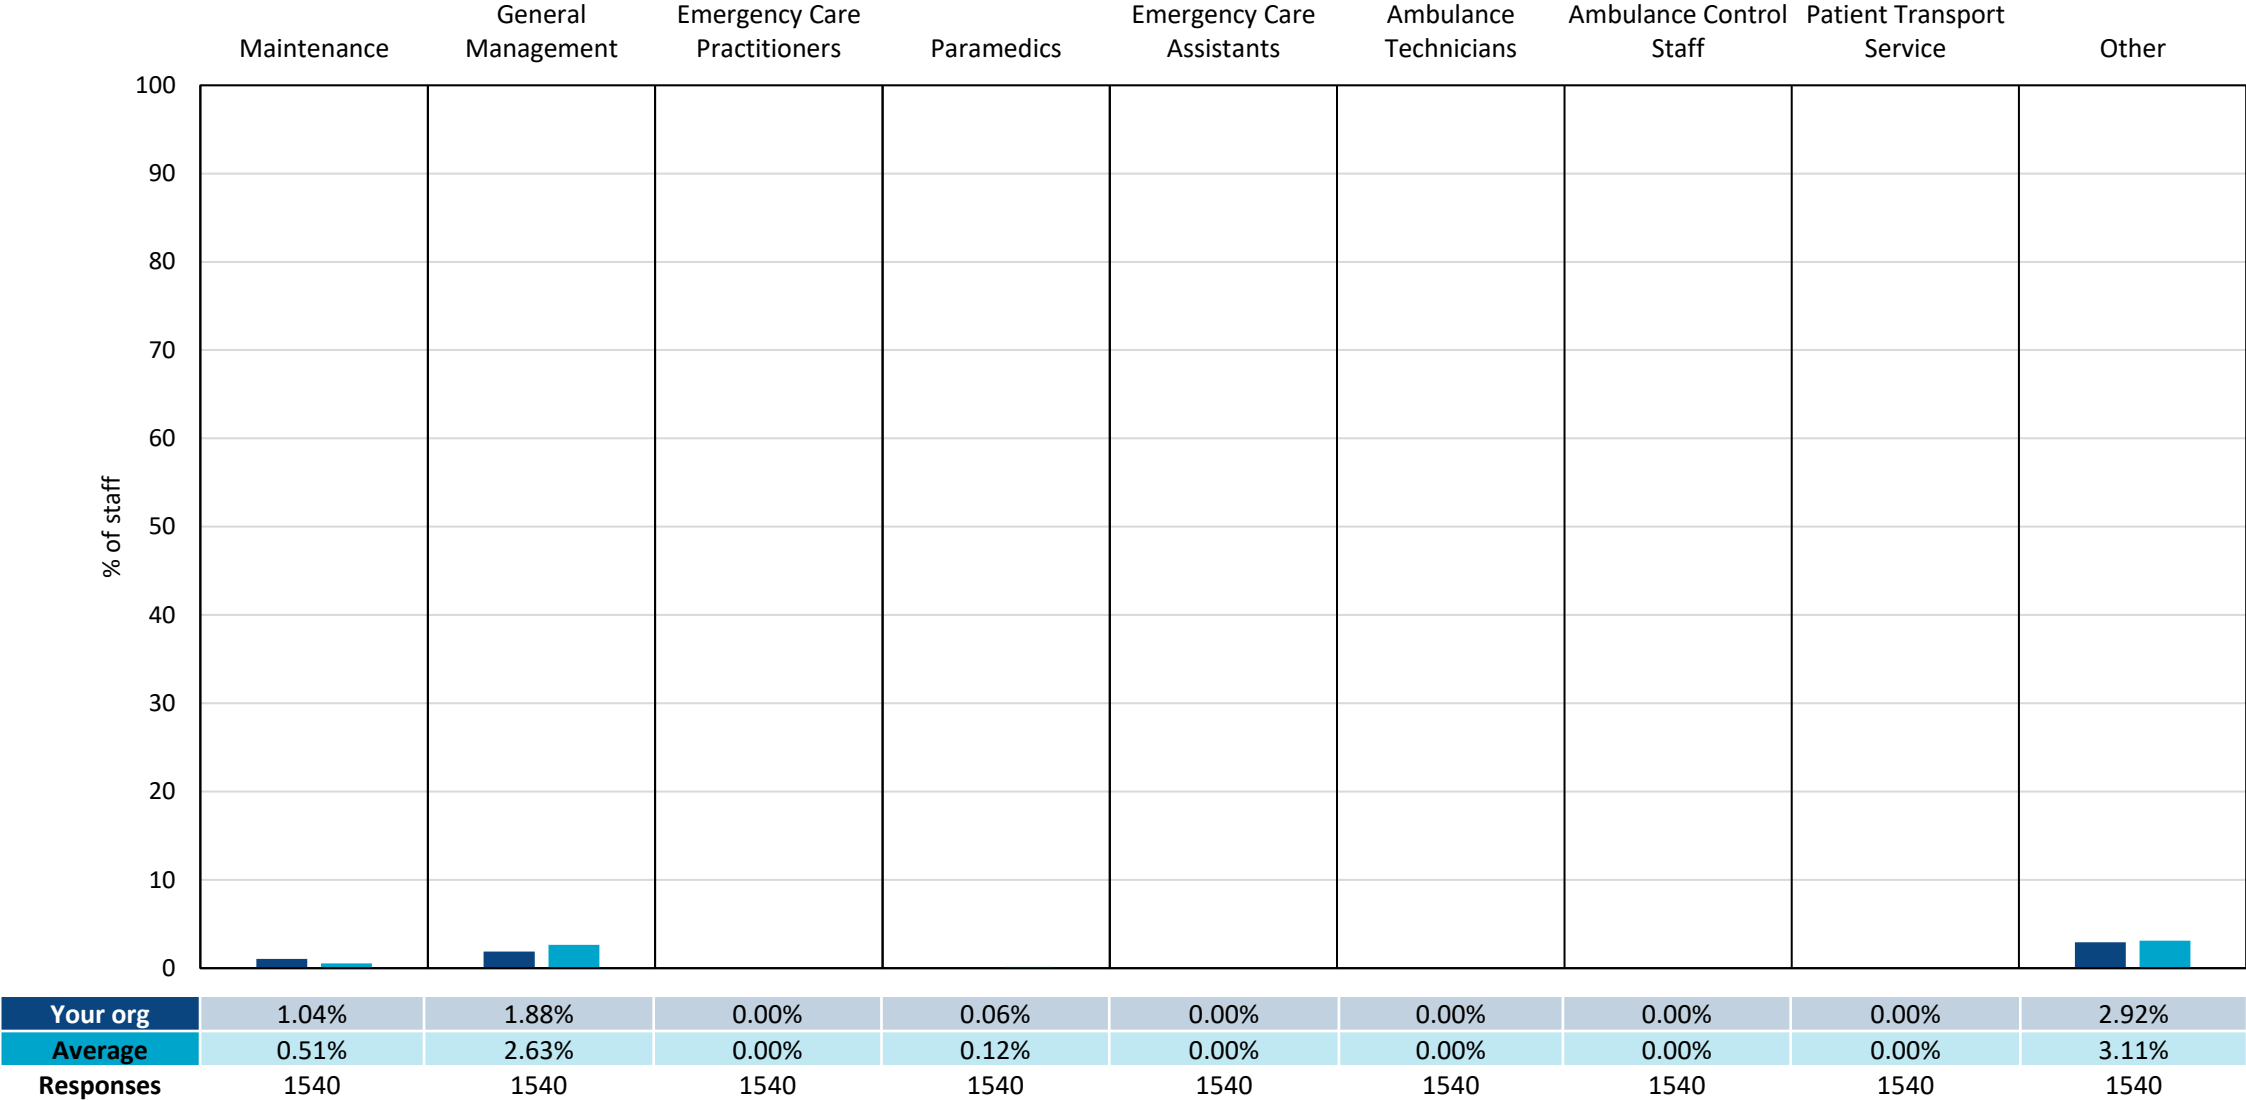 Maintenance
General
Management
Emergency Care
Practitioners
Paramedics
Emergency Care
Assistants
Ambulance
Technicians
Ambulance Control
Staff
Patient Transport
Service
Other
100
90
80
70
60
50
40
30
20
10
0
% of staff
Your org 1.04% 1.88% 0.00% 0.06% 0.00% 0.00% 0.00% 0.00% 2.92%
Average 0.51% 2.63% 0.00% 0.12% 0.00% 0.00% 0.00% 0.00% 3.11%
Responses 1540 1540 1540 1540 1540 1540 1540 1540 1540